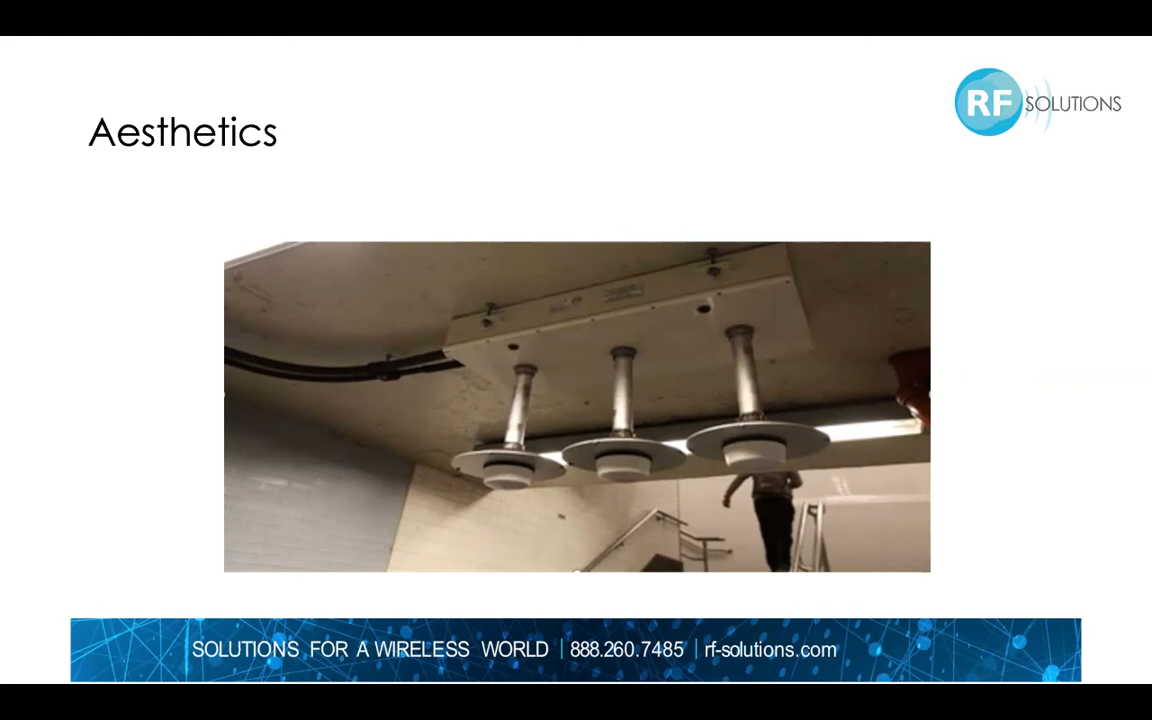 RF SOLUTIONS
Aesthetics
SOLUTIONS FOR A WIRELESS WORLD | 888.260.7485 | rf-solutions.com